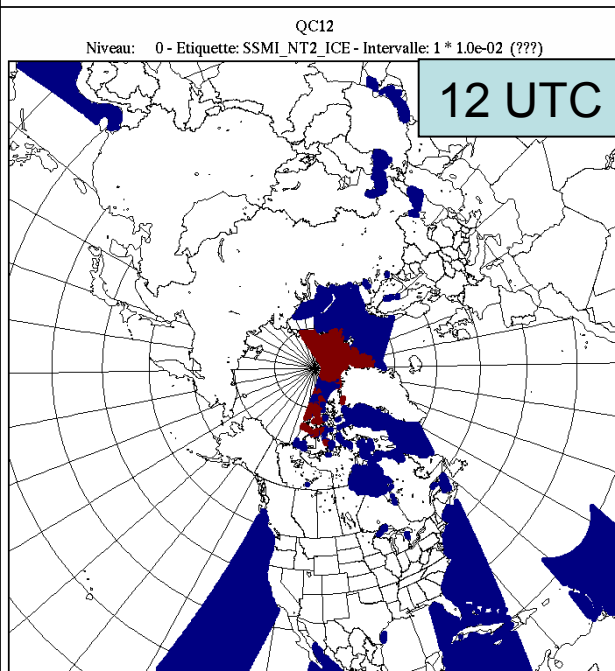 QC12
Niveau: 0 - Etiquette: SSMI_NT2_ICE - Intervalle: 1 * 1.0e-02 (???)
12 UTC